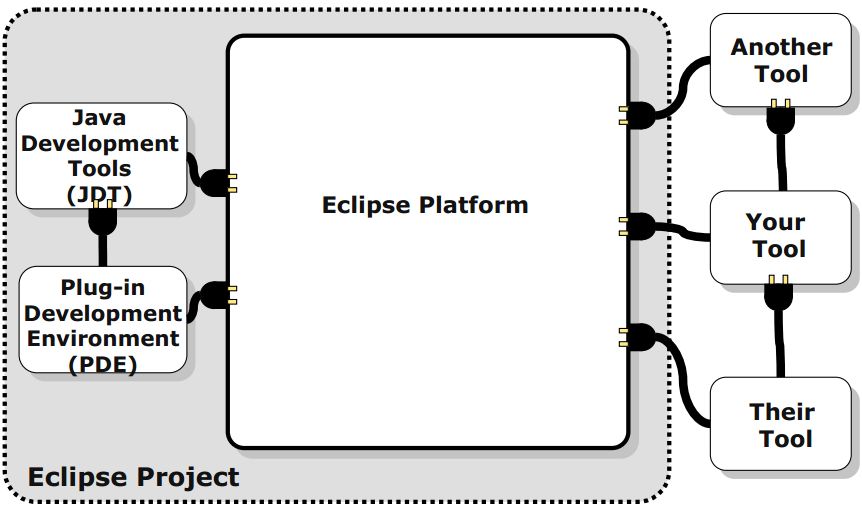 Another
Tool
Java
Development
Tools
(JDT)
Eclipse Platform
Your
Tool
Plug-in
Development
Environment
(PDE)
Their
Tool
Eclipse Project